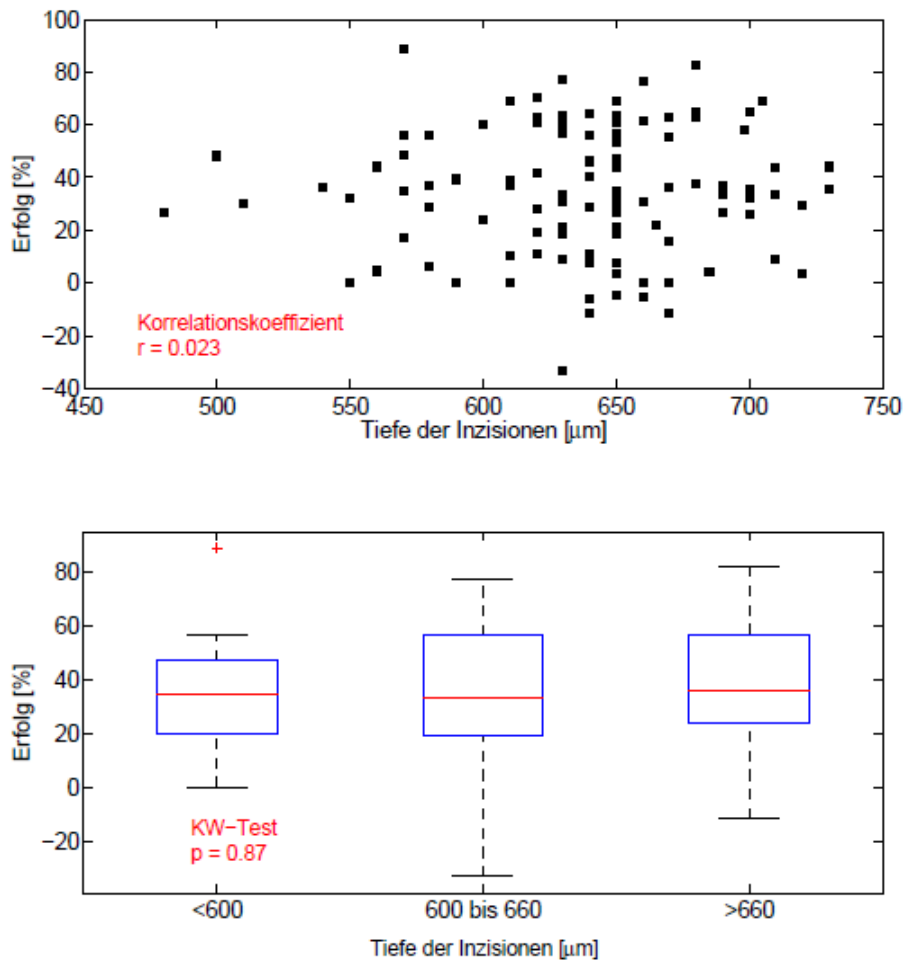 100
80
60
40
20
0
−20
−40
Erfolg [%]
Korrelationskoeffizient
r = 0.023
450 500 550 600 650 700 750
Tiefe der Inzisionen [μm]
80
60
40
20
0
−20
Erfolg [%]
KW−Test
p = 0.87
<600 600 bis 660 >660
Tiefe der Inzisionen [μm]